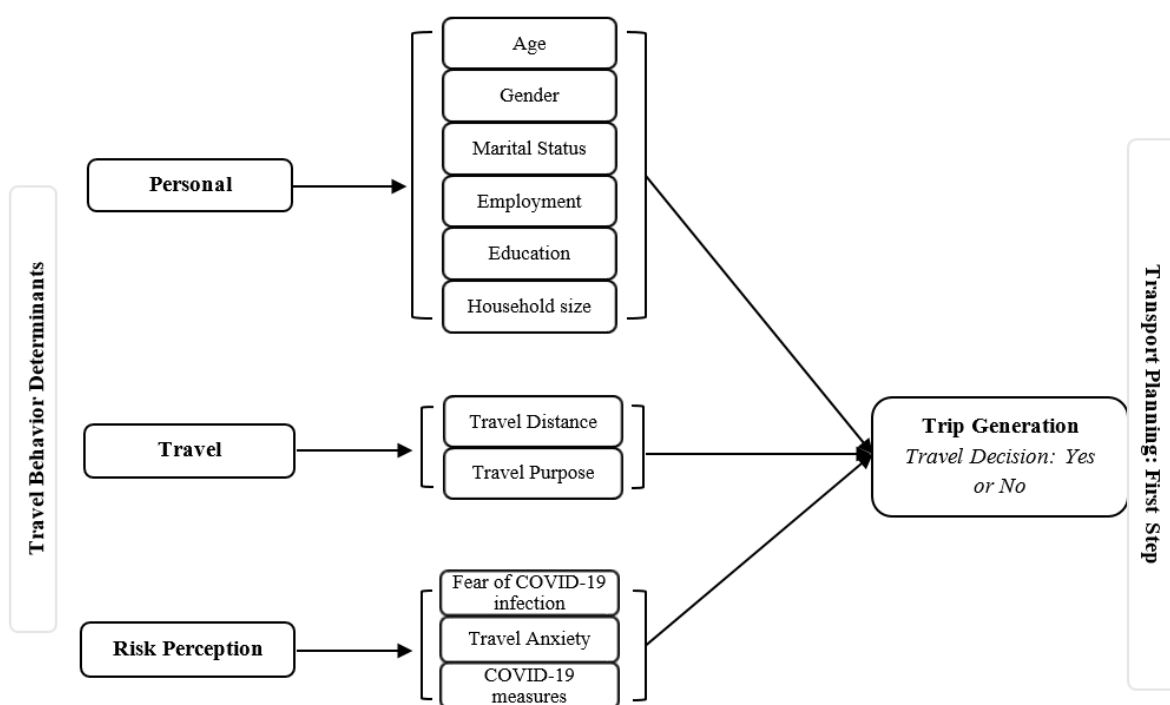 Travel Behavior Determinants
Personal
Age
Gender
Marital Status
Employment
Education
Household size
Travel
Travel Distance
Travel Purpose
Risk Perception
Fear of COVID-19
infection
Travel Anxiety
COVID-19
measures
Trip Generation
Travel Decision: Yes
or No
Transport Planning: First Step